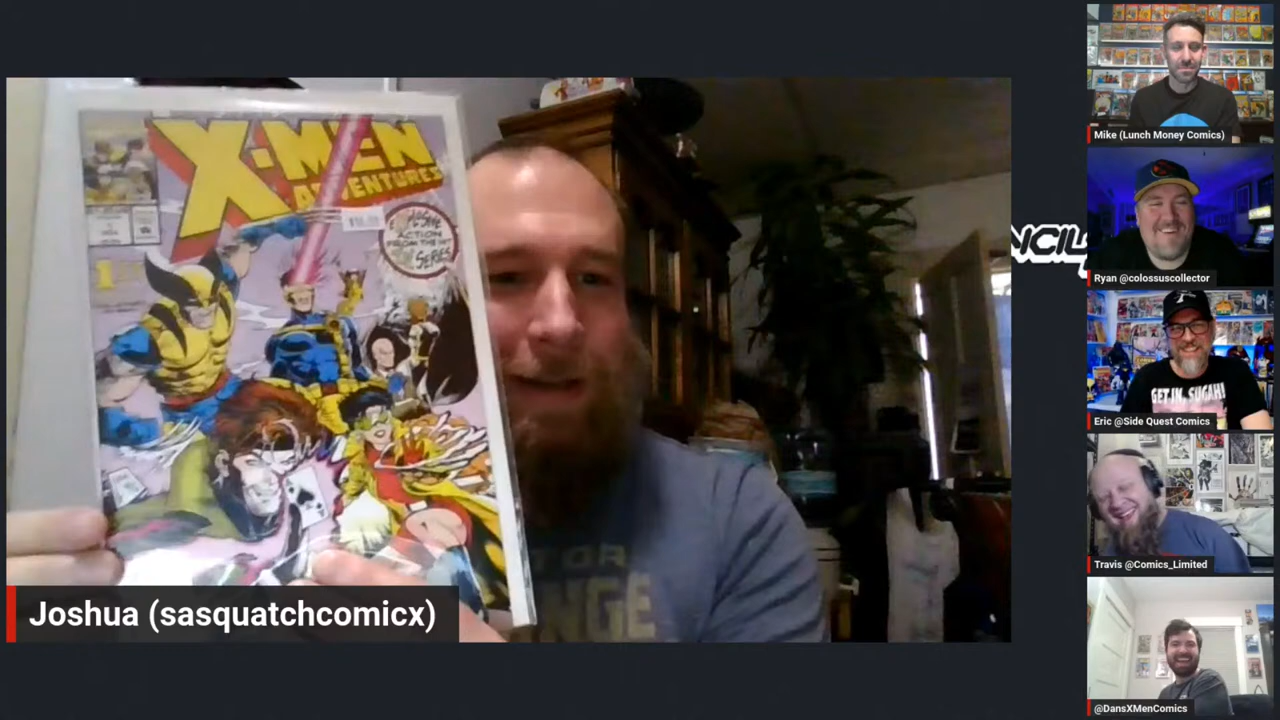 X-MEN
ADVENTURES
ACTION
FROM THE HIT
SERIES
1
NCIL
Joshua (sasquatchcomicx)
Mike (Lunch Money Comics)
Ryan @colossuscollector
GET IN, SUGAH!
Eric @Side Quest Comics
Travis @Comics_Limited
@DansXMenComics